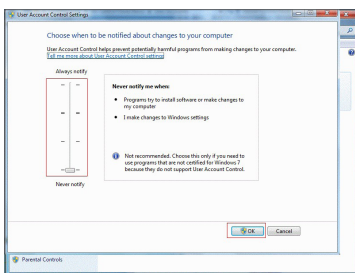 User Account Control Settings
Choose when to be notified about changes to your computer
User Account Control helps prevent potentially harmful programs from making changes to your computer.
Tell me more about User Account Control settings
Always notify
Never notify me when:
Programs try to install software or make changes to
my computer
I make changes to Windows settings
Not recommended. Choose this only if you need to
use programs that are not certified for Windows 7
because they do not support User Account Control.
Never notify
OK
Cancel
Parental Controls